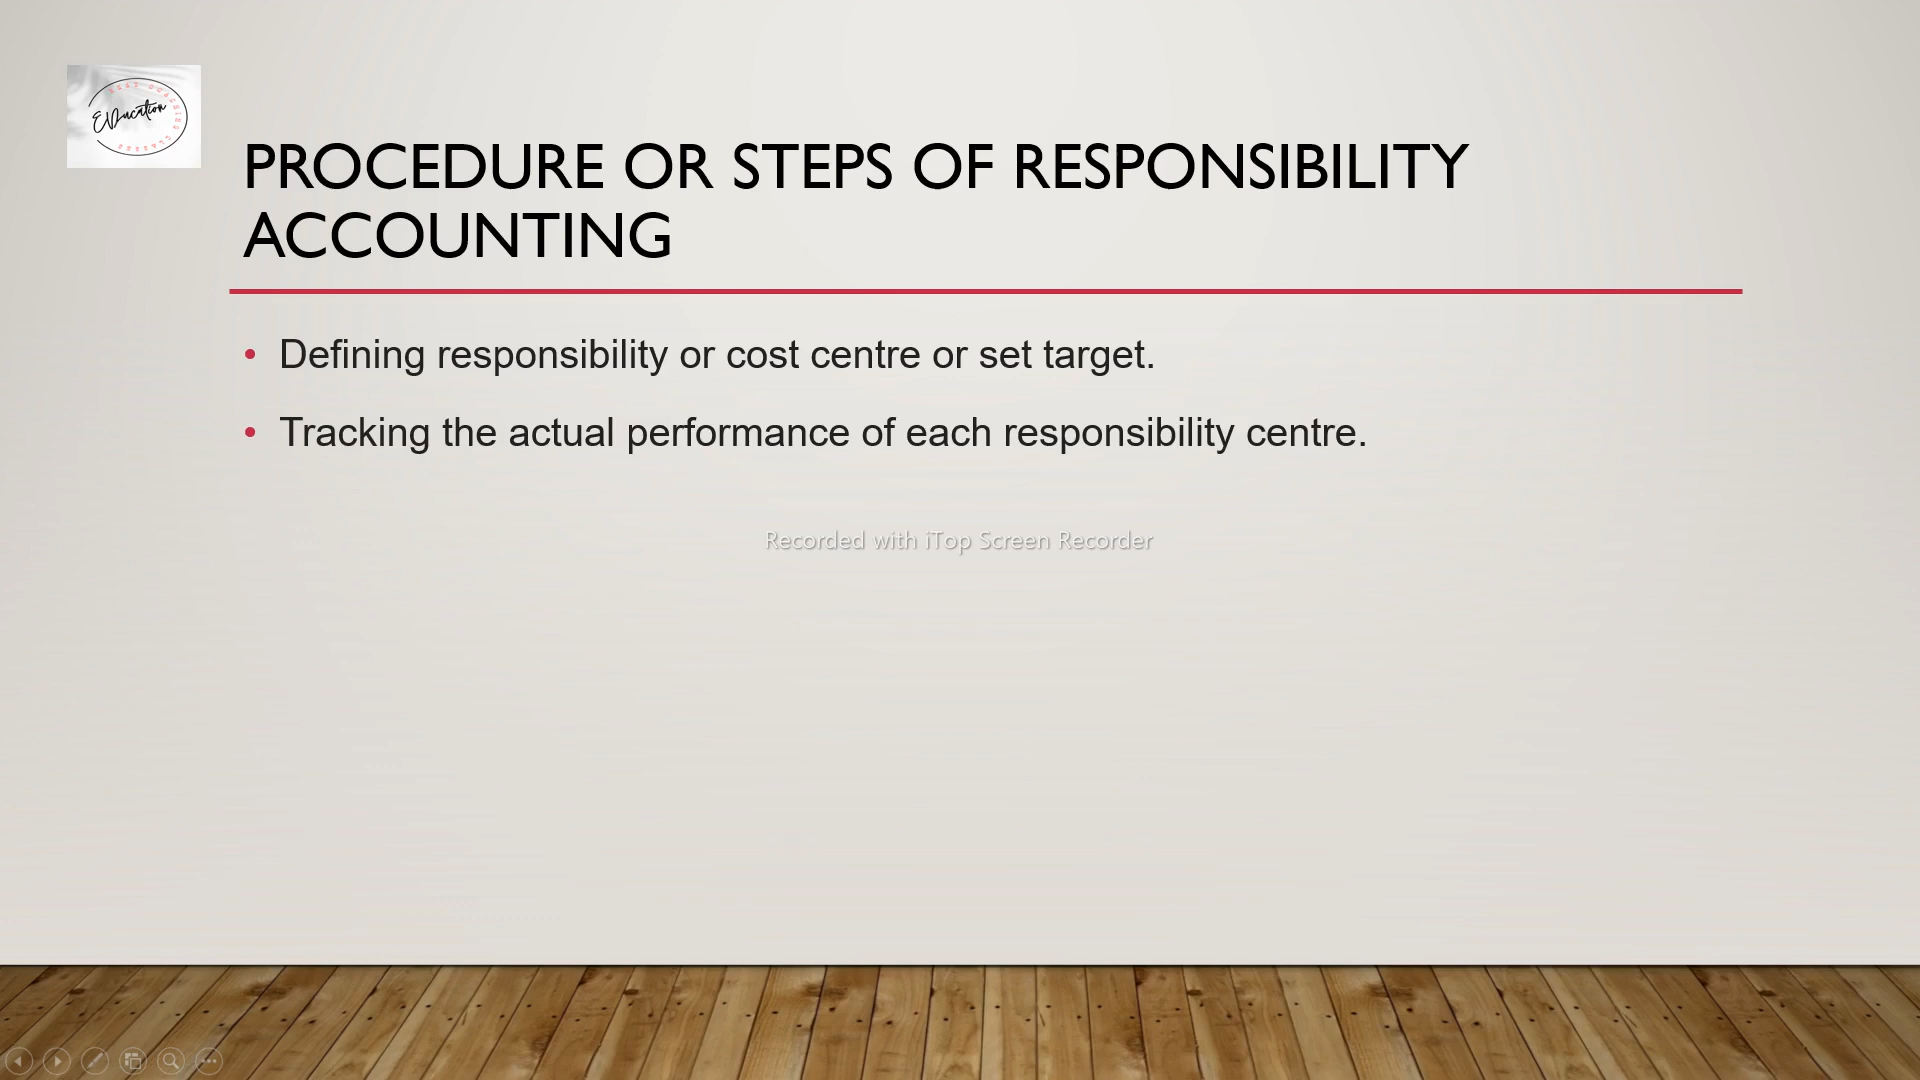 EDucation
PROCEDURE OR STEPS OF RESPONSIBILITY
ACCOUNTING
• Defining responsibility or cost centre or set target.
• Tracking the actual performance of each responsibility centre.
Recorded with iTop Screen Recorder